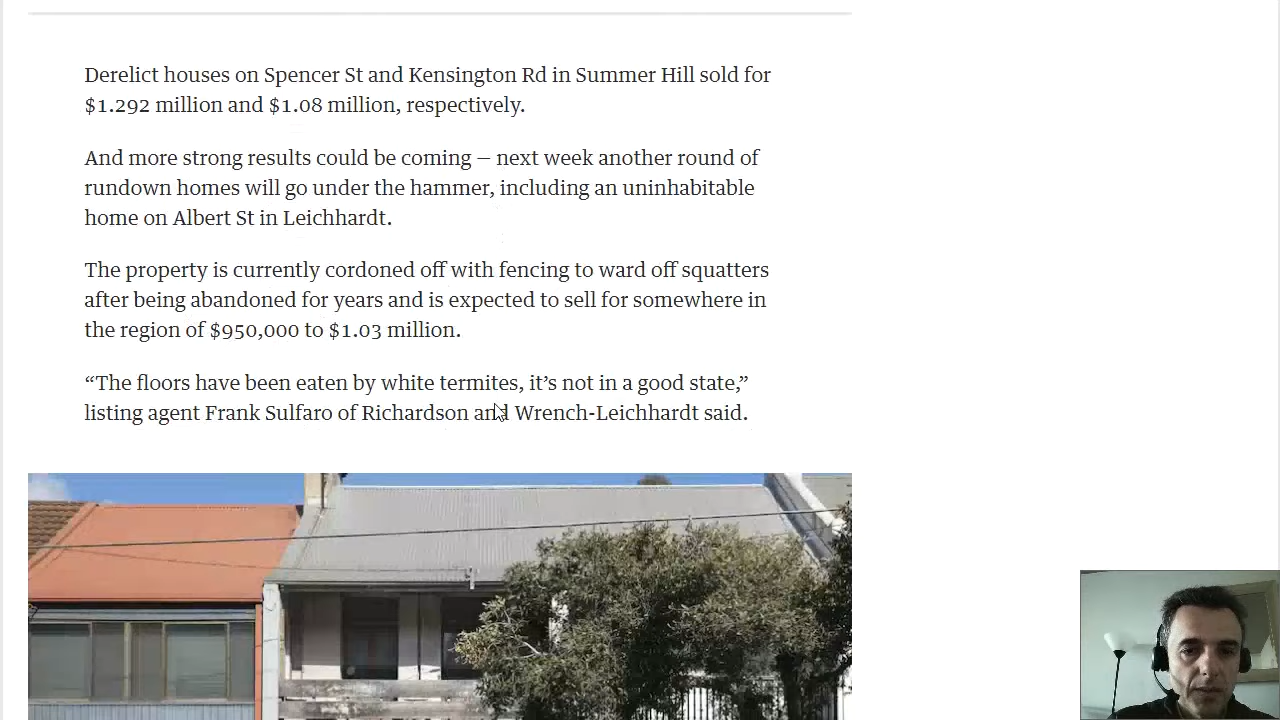 Derelict houses on Spencer St and Kensington Rd in Summer Hill sold for
$1.292 million and $1.08 million, respectively.
And more strong results could be coming — next week another round of
rundown homes will go under the hammer, including an uninhabitable
home on Albert St in Leichhardt.
The property is currently cordoned off with fencing to ward off squatters
after being abandoned for years and is expected to sell for somewhere in
the region of $950,000 to $1.03 million.
“The floors have been eaten by white termites, it’s not in a good state,”
listing agent Frank Sulfaro of Richardson and Wrench-Leichhardt said.